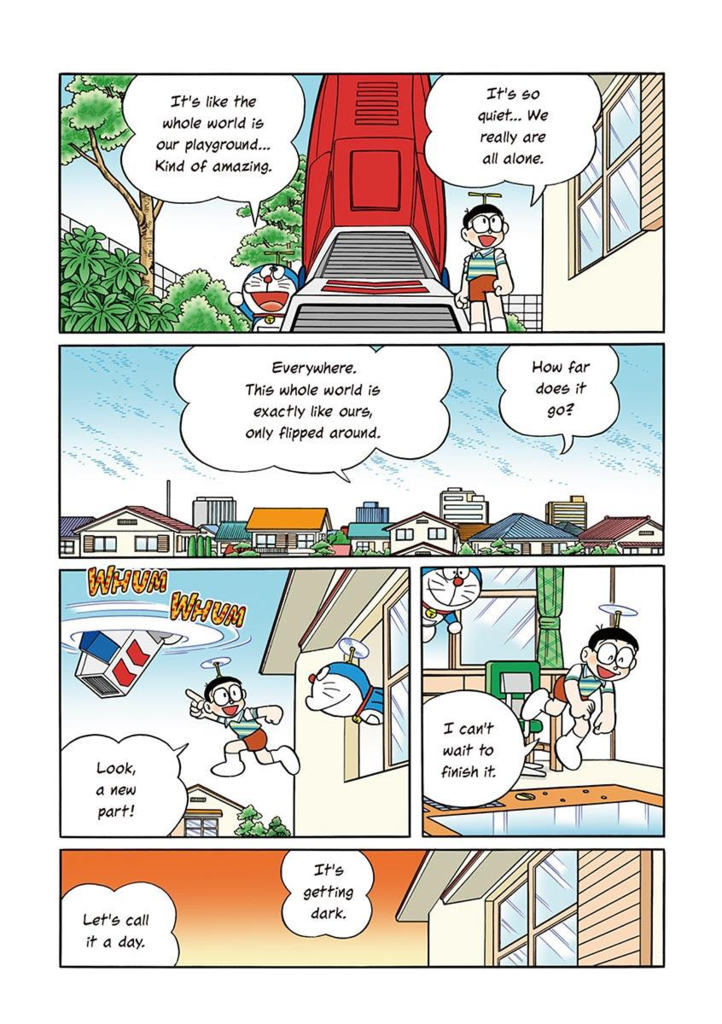 It's like the
whole world is
our playground...
Kind of amazing.
It's so
quiet... We
really are
all alone.
Everywhere.
This whole world is
exactly like ours,
only flipped around.
How far
does it
go?
WHUM
WHUM
Look,
a new
part!
I can't
wait to
finish it.
It's
getting
dark.
Let's call
it a day.